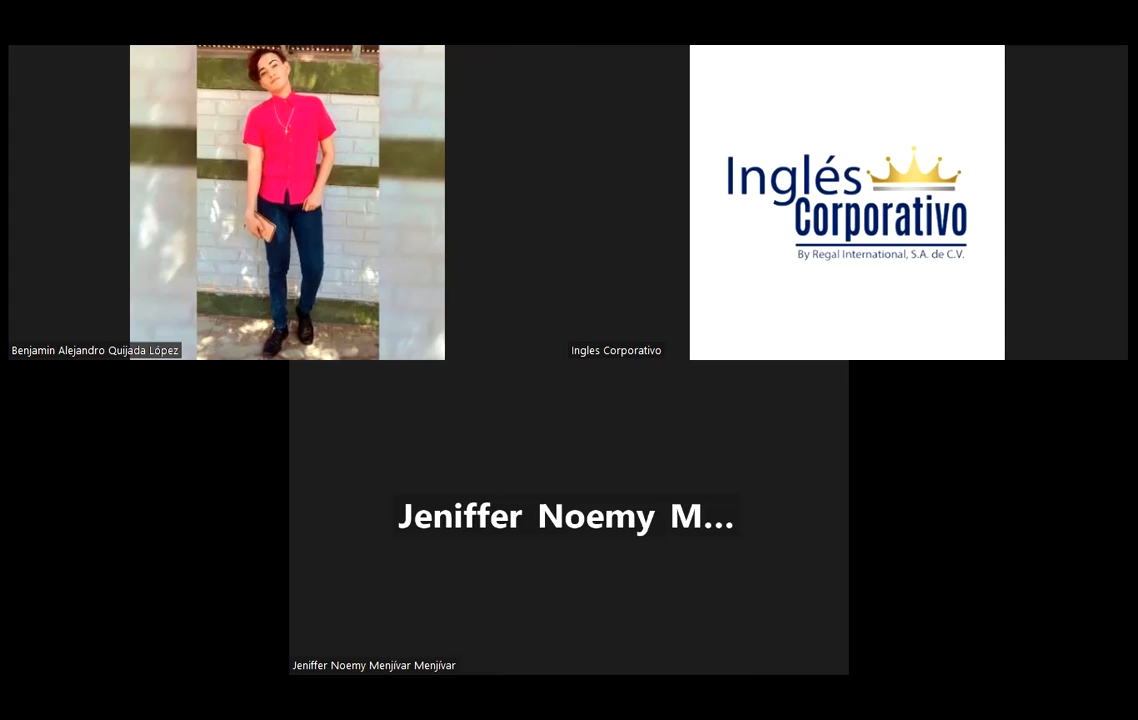 Inglés
Corporativo
By Regal International, S.A. de C.V.
Benjamin Alejandro Quijada López
Ingles Corporativo
Jeniffer Noemy M...
Jeniffer Noemy Menjívar Menjívar